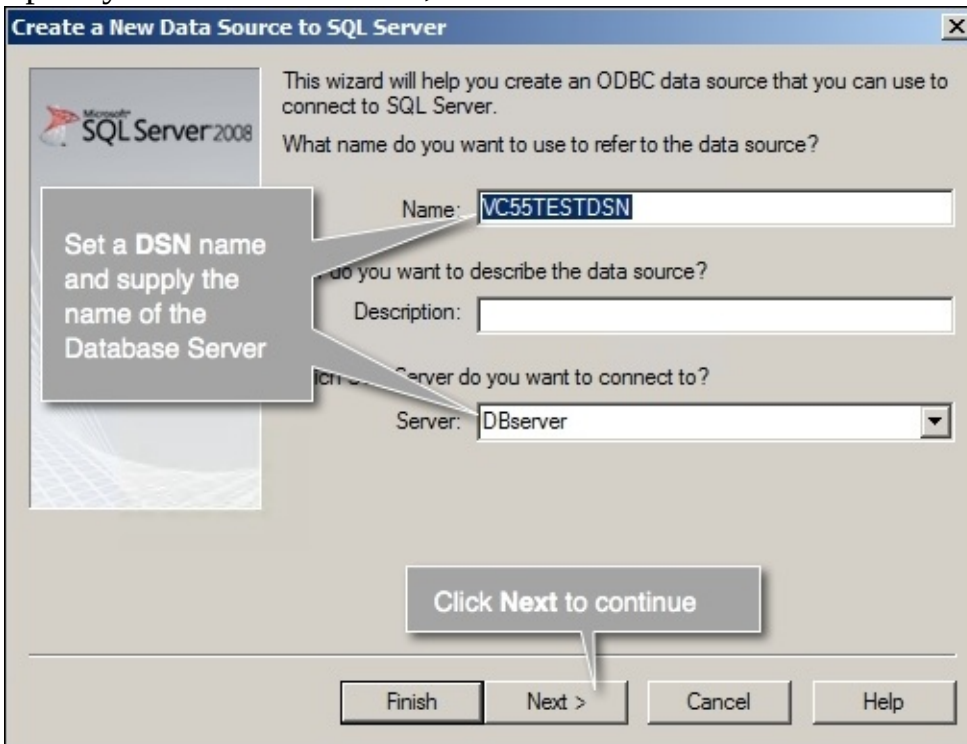 Create a New Data Source to SQL Server
This wizard will help you create an ODBC data source that you can use to
connect to SQL Server.
Microsoft
SQL Server 2008
What name do you want to use to refer to the data source?
Name: VC55TESTDSN
Set a DSN name
and supply the
name of the
Database Server
do you want to describe the data source?
Description:
Server do you want to connect to?
Server: DBserver
Click Next to continue
Finish Next > Cancel Help